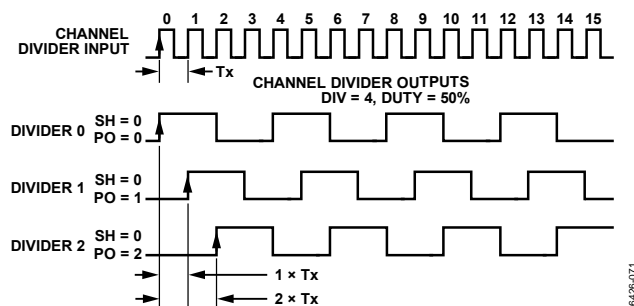 0 1 2 3 4 5 6 7 8 9 10 11 12 13 14 15
CHANNEL
DIVIDER INPUT
Tx
CHANNEL DIVIDER OUTPUTS
DIV = 4, DUTY = 50%
DIVIDER 0
SH = 0
PO = 0
DIVIDER 1
SH = 0
PO = 1
DIVIDER 2
SH = 0
PO = 2
1 × Tx
2 × Tx